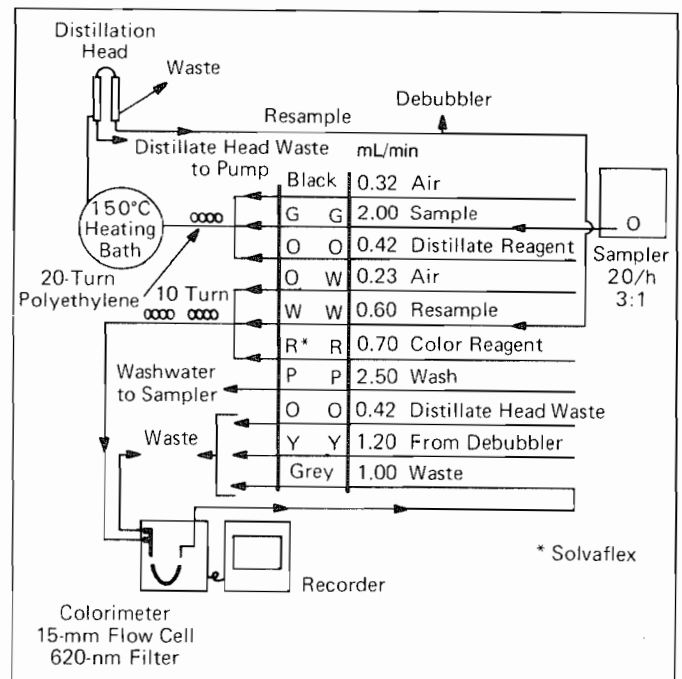 Distillation
Head
Waste
Debubbler
Resample
Distillate Head Waste
to Pump
mL/min
Black 0.32 Air
G G 2.00 Sample
O O 0.42 Distillate Reagent
O W 0.23 Air
W W 0.60 Resample
R* R 0.70 Color Reagent
P P 2.50 Wash
O O 0.42 Distillate Head Waste
Y Y 1.20 From Debubbler
Grey 1.00 Waste
150°C
Heating
Bath
20-Turn
Polyethylene
10 Turn
O
Sampler
20/h
3:1
Washwater
to Sampler
Waste
* Solvaflex
Recorder
Colorimeter
15-mm Flow Cell
620-nm Filter